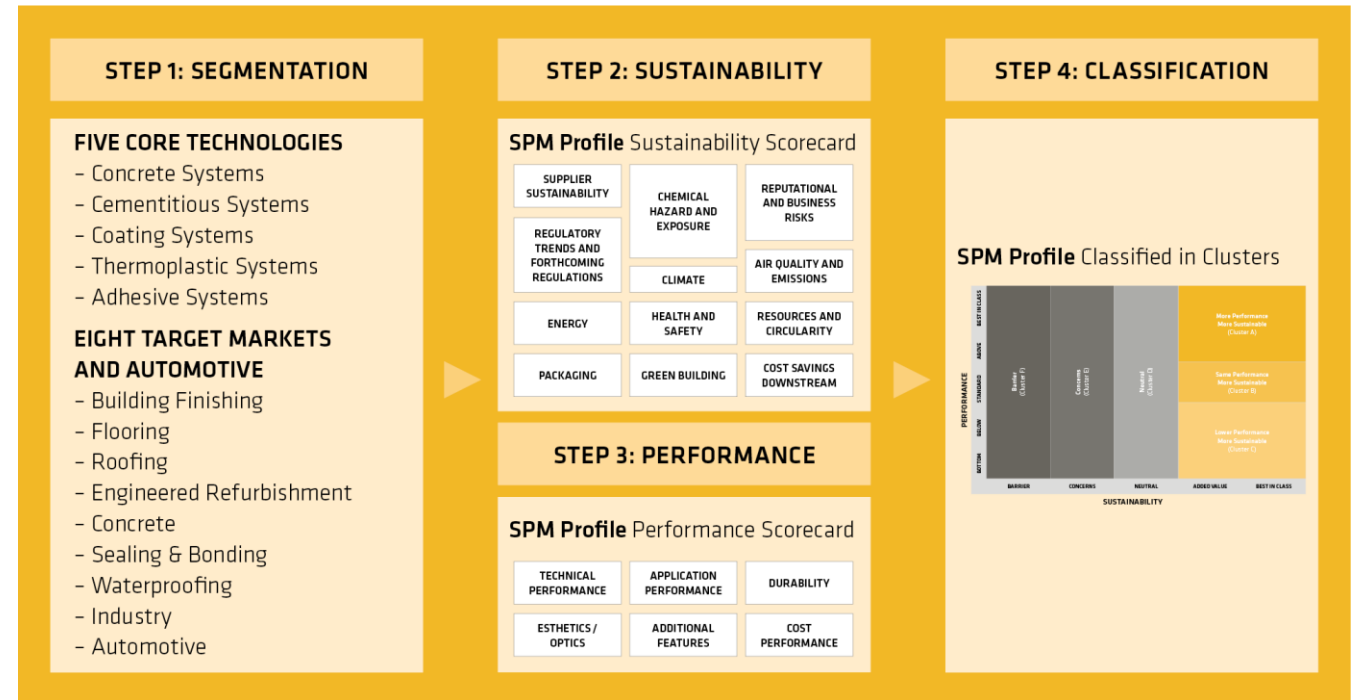 STEP 1: SEGMENTATION
FIVE CORE TECHNOLOGIES
– Concrete Systems
– Cementitious Systems
– Coating Systems
– Thermoplastic Systems
– Adhesive Systems
EIGHT TARGET MARKETS
AND AUTOMOTIVE
– Building Finishing
– Flooring
– Roofing
– Engineered Refurbishment
– Concrete
– Sealing & Bonding
– Waterproofing
– Industry
– Automotive
STEP 2: SUSTAINABILITY
SPM Profile Sustainability Scorecard
SUPPLIER
SUSTAINABILITY
CHEMICAL
HAZARD AND
EXPOSURE
REPUTATIONAL
AND BUSINESS
RISKS
REGULATORY
TRENDS AND
FORTHCOMING
REGULATIONS
CLIMATE
AIR QUALITY AND
EMISSIONS
ENERGY
HEALTH AND
SAFETY
RESOURCES AND
CIRCULARITY
PACKAGING
GREEN BUILDING
COST SAVINGS
DOWNSTREAM
STEP 3: PERFORMANCE
SPM Profile Performance Scorecard
TECHNICAL
PERFORMANCE
APPLICATION
PERFORMANCE
DURABILITY
ESTHETICS /
OPTICS
ADDITIONAL
FEATURES
COST
PERFORMANCE
STEP 4: CLASSIFICATION
SPM Profile Classified in Clusters
PERFORMANCE
BEST IN CLASS
ABOVE
STANDARD
BELOW
BOTTOM
Barrier
(Cluster F)
Concerns
(Cluster E)
Neutral
(Cluster D)
More Performance
More Sustainable
(Cluster A)
Same Performance
More Sustainable
(Cluster B)
Lower Performance
More Sustainable
(Cluster C)
BARRIER
CONCERNS
NEUTRAL
ADDED VALUE
BEST IN CLASS
SUSTAINABILITY